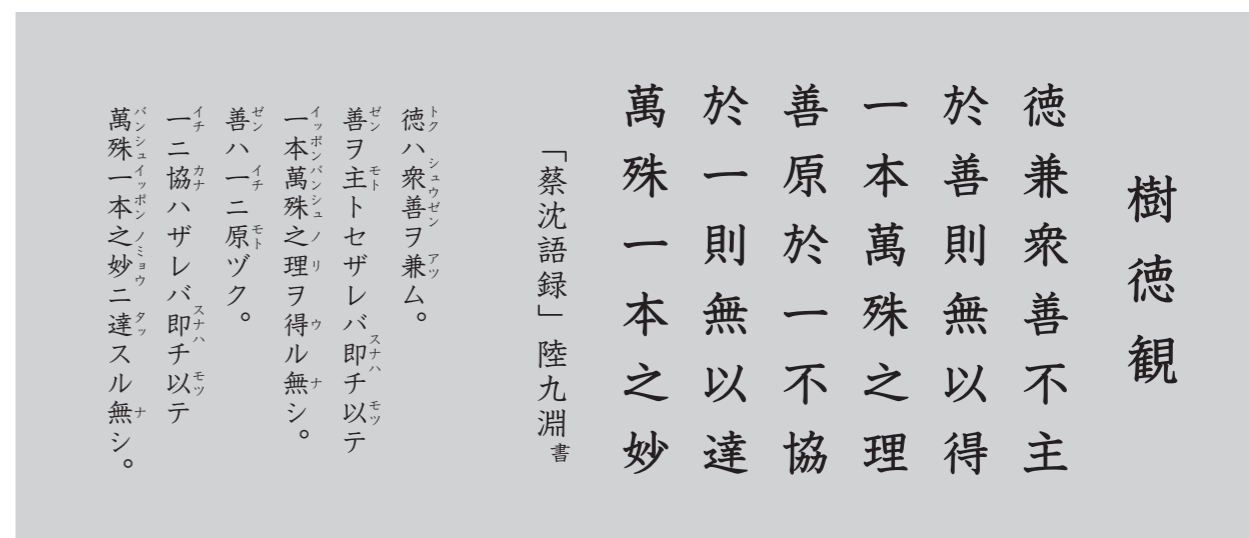 樹徳観
徳兼衆善不主
於善則無以得
一本萬殊之理
善原於一不協
於一則無以達
萬殊一本之妙
「蔡沈語録」陸九淵書
徳ハ衆善ヲ兼ム。
善ヲ主トセザレバ即チ以テ
一本萬殊之理ヲ得ル無シ。
善ハ一ニ原ヅク。
一ニ協ハザレバ即チ以テ
萬殊一本之妙ニ達スル無シ。